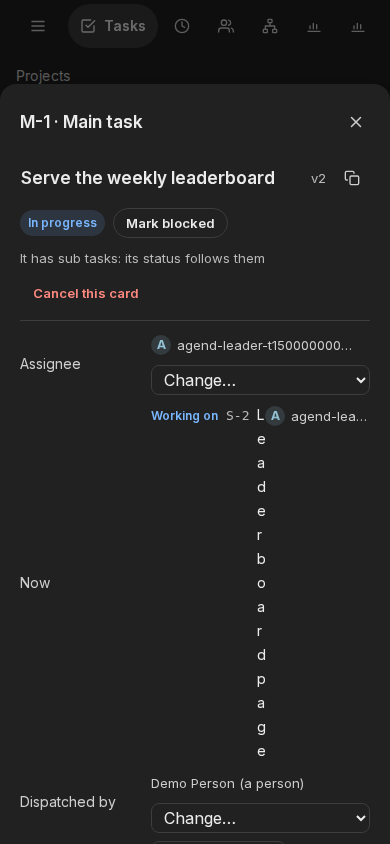 Tasks
Projects
M-1 · Main task
Serve the weekly leaderboard
v2
In progress
Mark blocked
It has sub tasks: its status follows them
Cancel this card
Assignee
A agend-leader-t150000000…
Change…
Now
Working on S-2 Leaderboard page A agend-lea…
Dispatched by
Demo Person (a person)
Change…